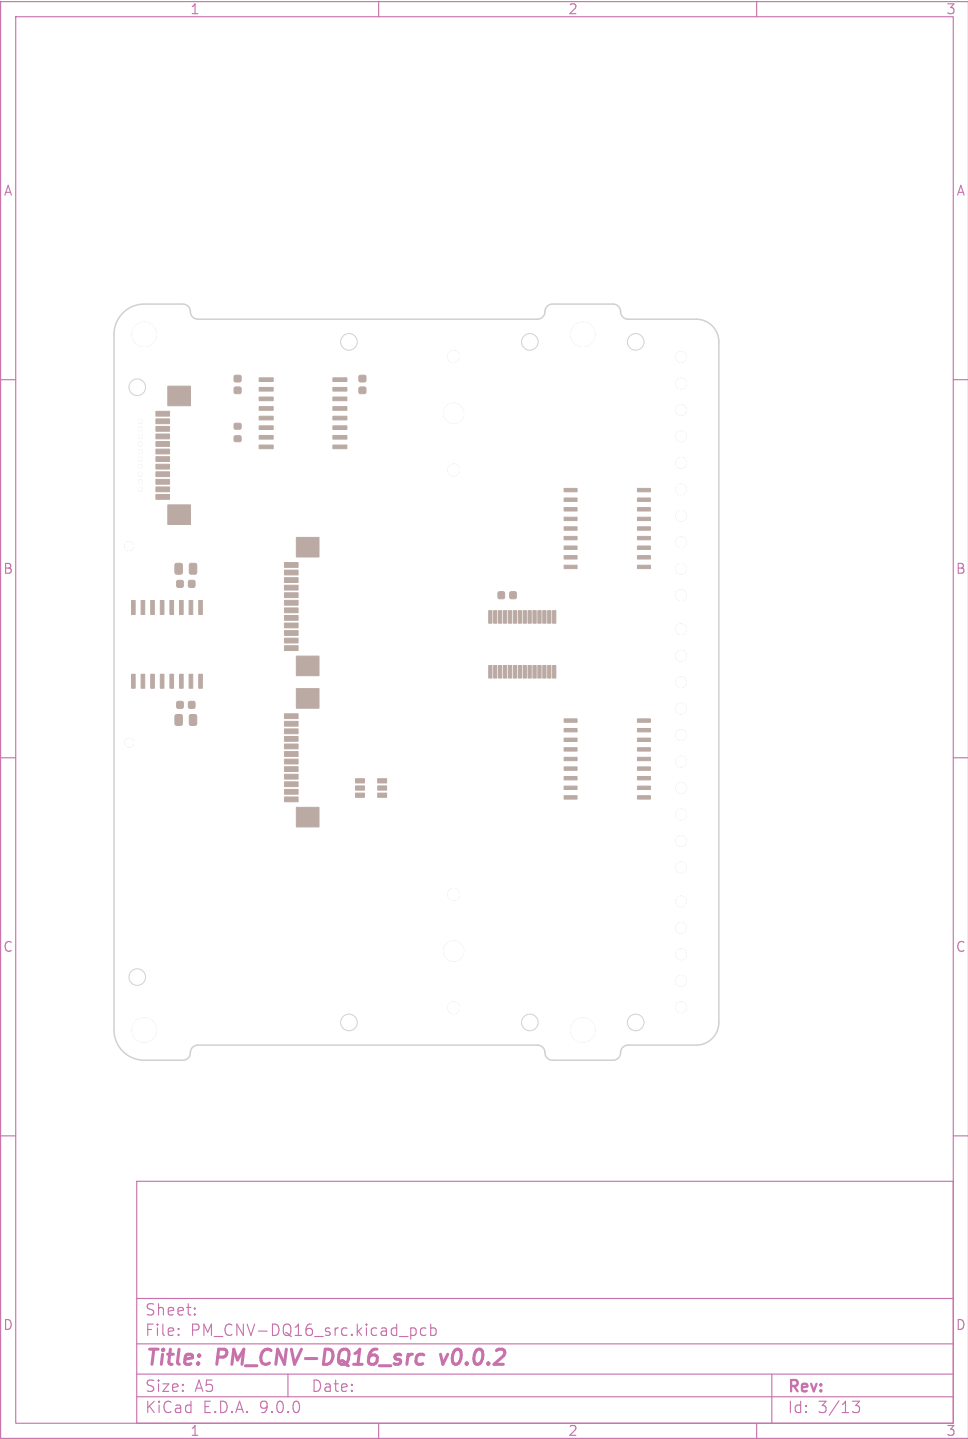 1 2 3
A A
B B
C C
D D
Sheet:
File: PM_CNV-DQ16_src.kicad_pcb
Title: PM_CNV-DQ16_src v0.0.2
Size: A5 Date: Rev:
KiCad E.D.A. 9.0.0 Id: 3/13
1 2 3